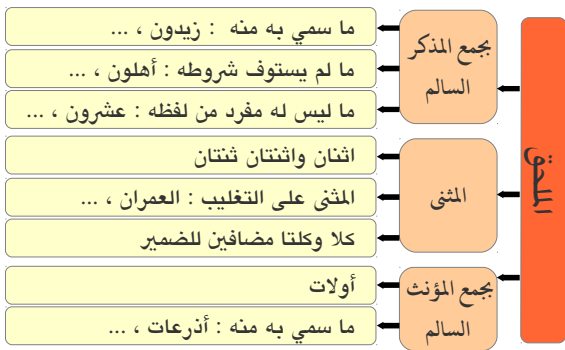 الملحق
بجمع المذكر
السالم
ما سمي به منه : زيدون ، ...
ما لم يستوف شروطه : أهلون ، ...
ما ليس له مفرد من لفظه : عشرون ، ...
المثنى
اثنان واثنتان ثنتان
المثنى على التغليب : العمران ، ...
كلا وكلتا مضافين للضمير
بجمع المؤنث
السالم
أولات
ما سمي به منه : أذرعات ، ...